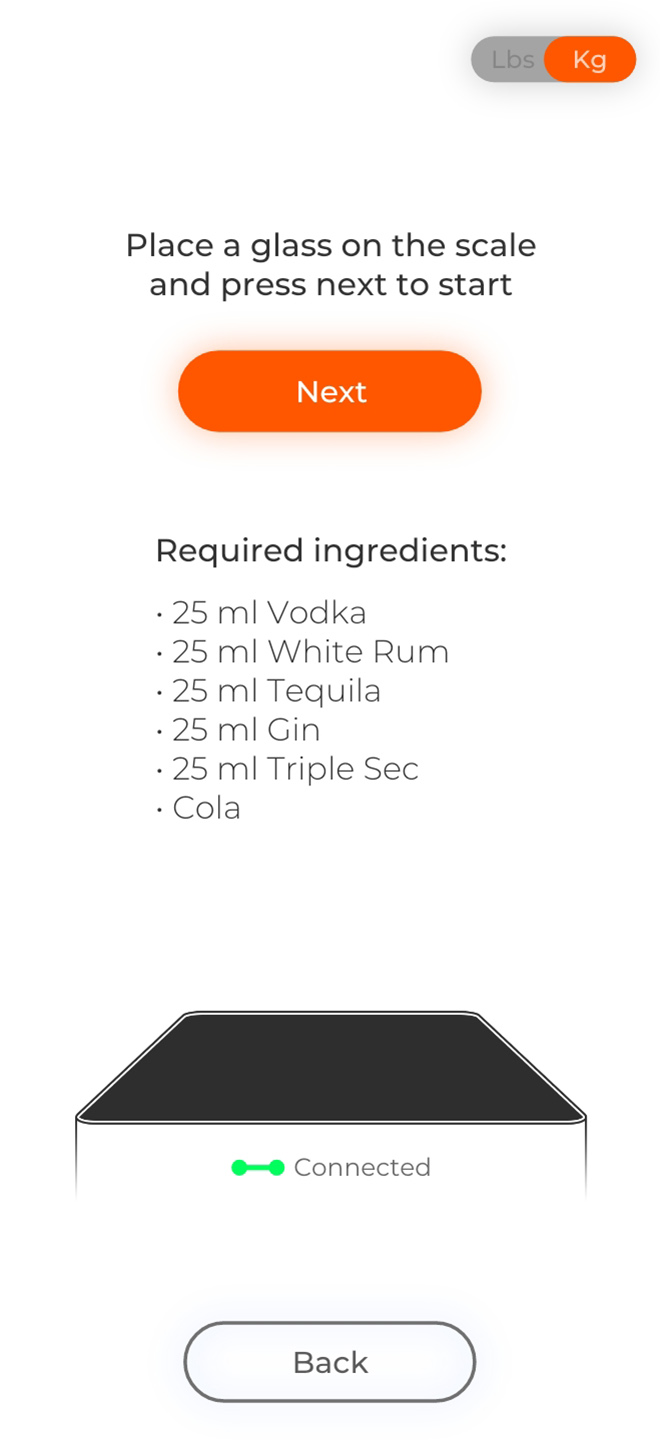 Lbs Kg
Place a glass on the scale
and press next to start
Next
Required ingredients:
• 25 ml Vodka
• 25 ml White Rum
• 25 ml Tequila
• 25 ml Gin
• 25 ml Triple Sec
• Cola
Connected
Back